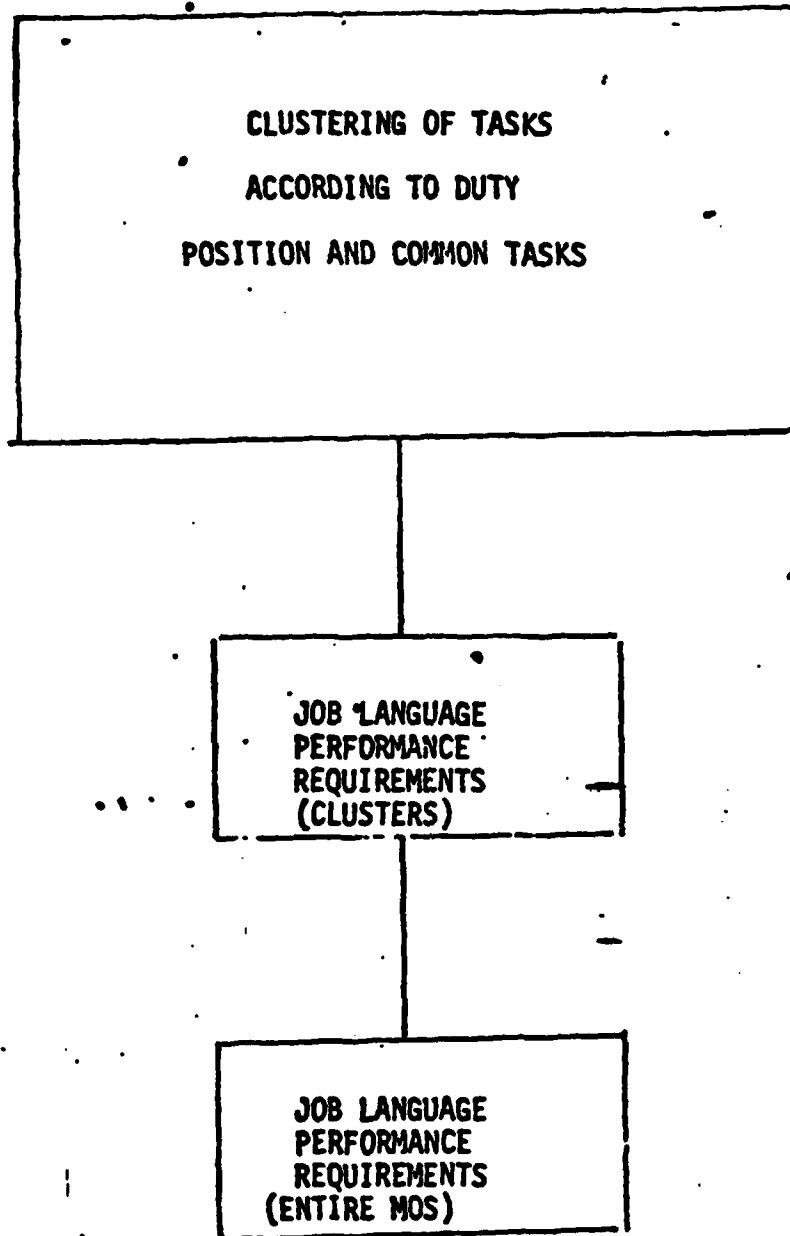 CLUSTERING OF TASKS
ACCORDING TO DUTY
POSITION AND COMMON TASKS
JOB LANGUAGE
PERFORMANCE
REQUIREMENTS
(CLUSTERS)
JOB LANGUAGE
PERFORMANCE
REQUIREMENTS
(ENTIRE MOS)